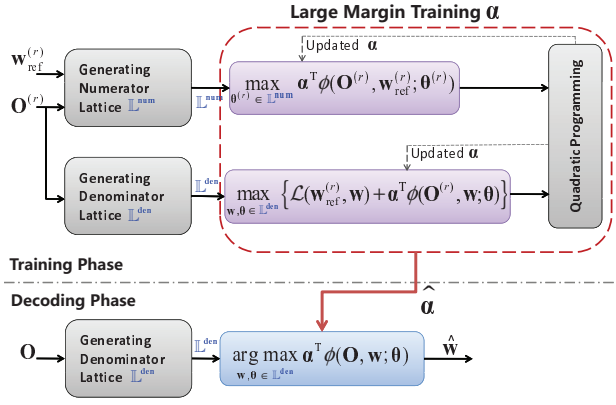 Large Margin Training α
Updated α
w_ref^(r)
O^(r)
Generating
Numerator
Lattice 𝕃^num
𝕃^num
max α^T ϕ(O^(r), w_ref^(r); θ^(r))
θ^(r) ∈ 𝕃^num
Quadratic Programming
Updated α
Generating
Denominator
Lattice 𝕃^den
𝕃^den
max {ℒ(w_ref^(r), w) + α^T ϕ(O^(r), w; θ)}
w, θ ∈ 𝕃^den
Training Phase
Decoding Phase
α̂
O
Generating
Denominator
Lattice 𝕃^den
𝕃^den
arg max α^T ϕ(O, w; θ)
w, θ ∈ 𝕃^den
ŵ